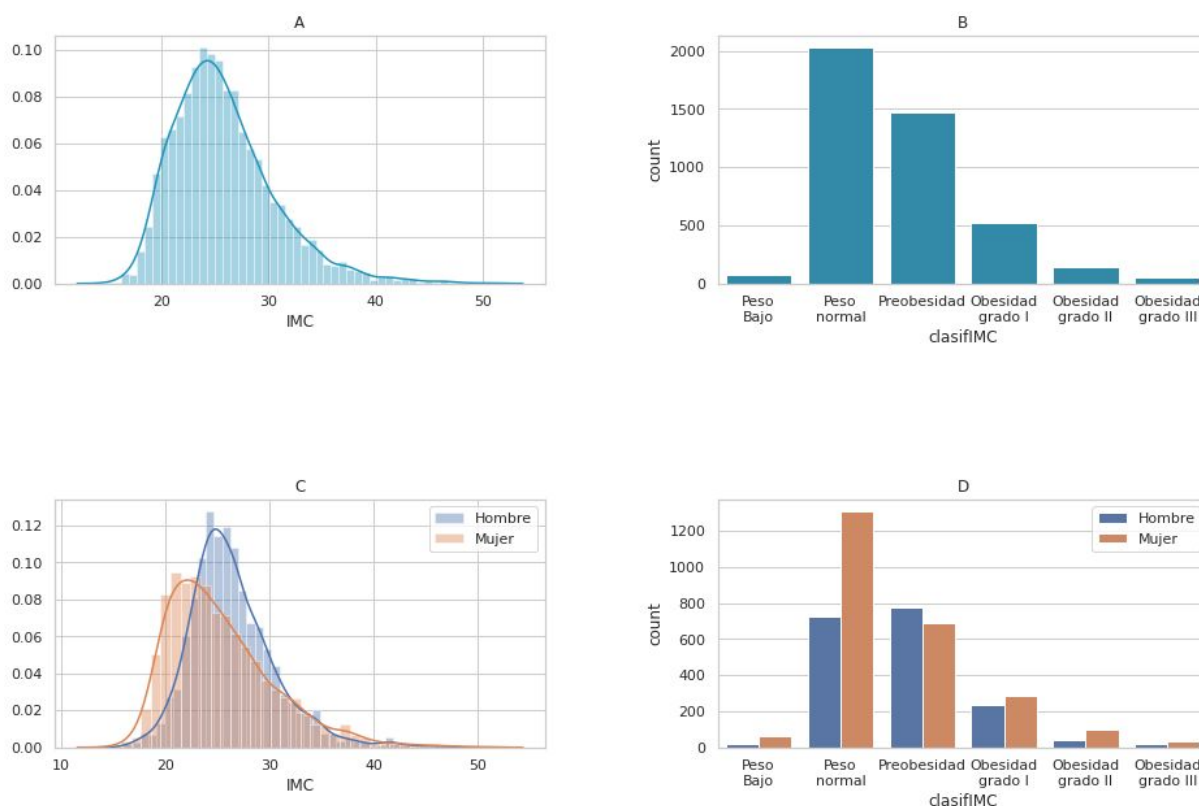 A
0.10
0.08
0.06
0.04
0.02
0.00
20 30 40 50
IMC
B
2000
1500
1000
500
0
count
Peso Peso Preobesidad Obesidad Obesidad Obesidad
Bajo normal grado I grado II grado III
clasifIMC
C
Hombre
Mujer
0.12
0.10
0.08
0.06
0.04
0.02
0.00
10 20 30 40 50
IMC
D
Hombre
Mujer
1200
1000
800
600
400
200
0
count
Peso Peso Preobesidad Obesidad Obesidad Obesidad
Bajo normal grado I grado II grado III
clasifIMC